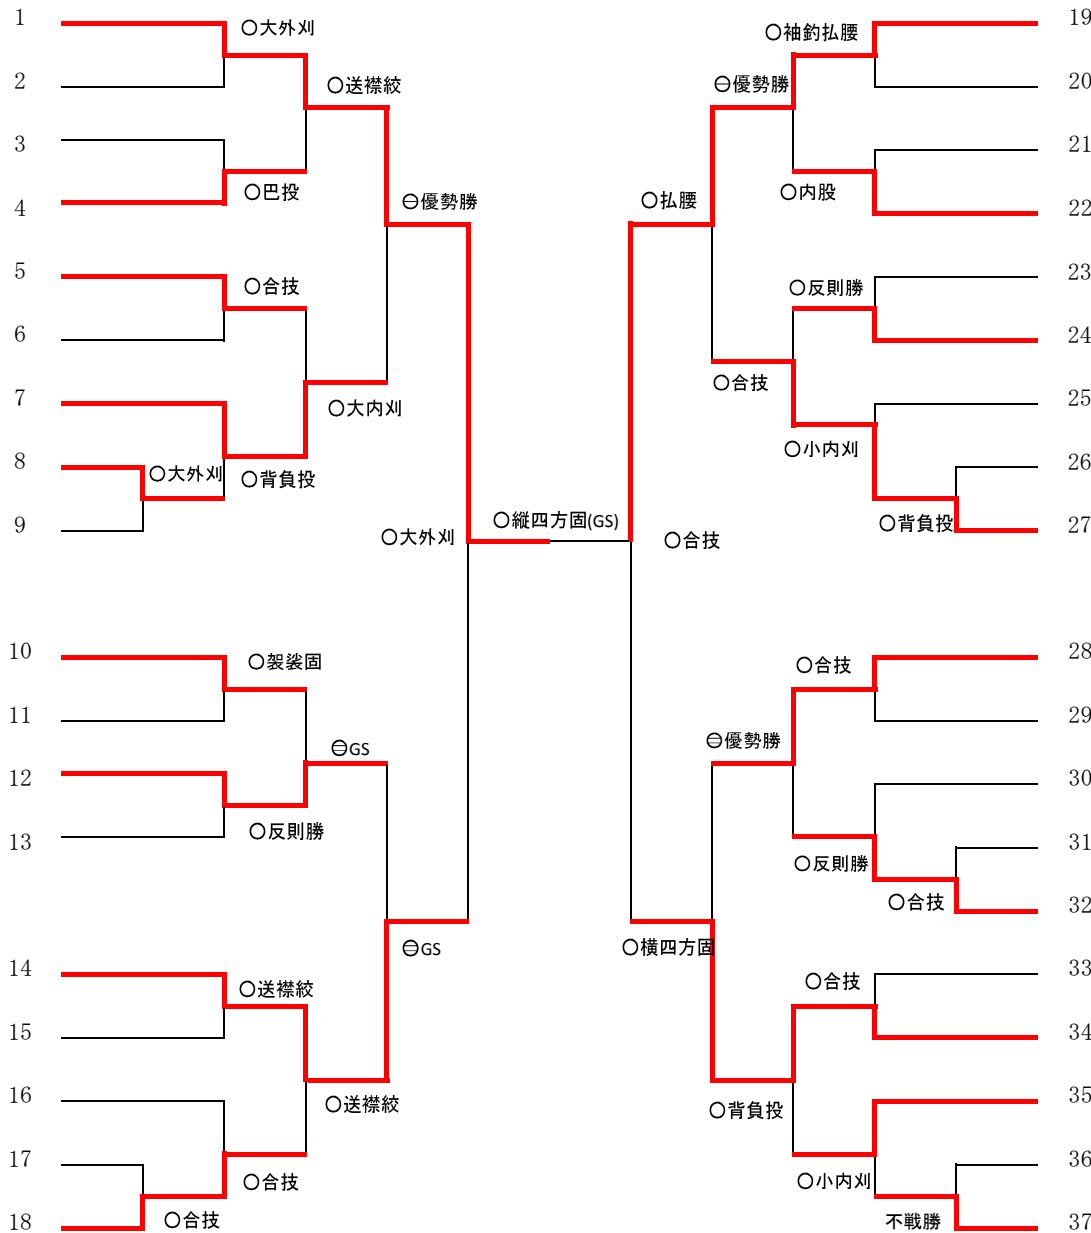 1
○大外刈
2
○送襟絞
3
○巴投
4
⊖優勢勝
5
○合技
6
7
○大内刈
8
○大外刈
○背負投
9
○大外刈
○縦四方固(GS)
10
○袈裟固
11
⊜GS
12
13
○反則勝
⊜GS
14
○送襟絞
15
16
○送襟絞
17
○合技
18
○合技
19
○袖釣払腰
20
⊖優勢勝
21
○内股
22
○払腰
23
○反則勝
24
○合技
25
○小内刈
26
○背負投
27
○合技
28
○合技
29
⊖優勢勝
30
31
○反則勝
32
○合技
○横四方固
33
○合技
34
35
○背負投
36
○小内刈
不戦勝
37